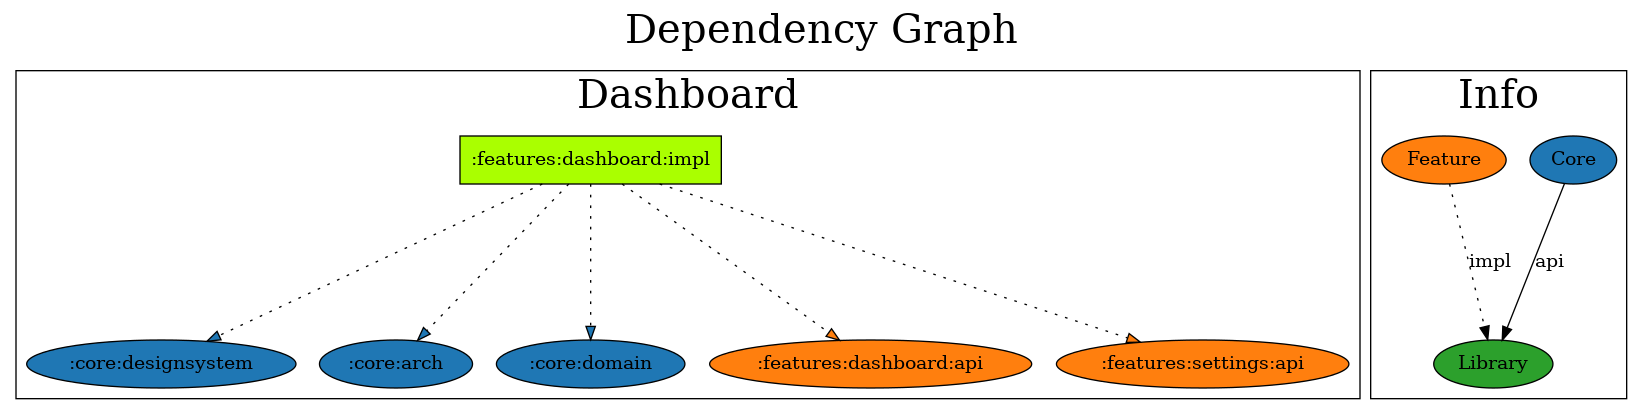 Dependency Graph
Dashboard
:features:dashboard:impl
:core:designsystem
:core:arch
:core:domain
:features:dashboard:api
:features:settings:api
Info
Feature
Core
impl
api
Library